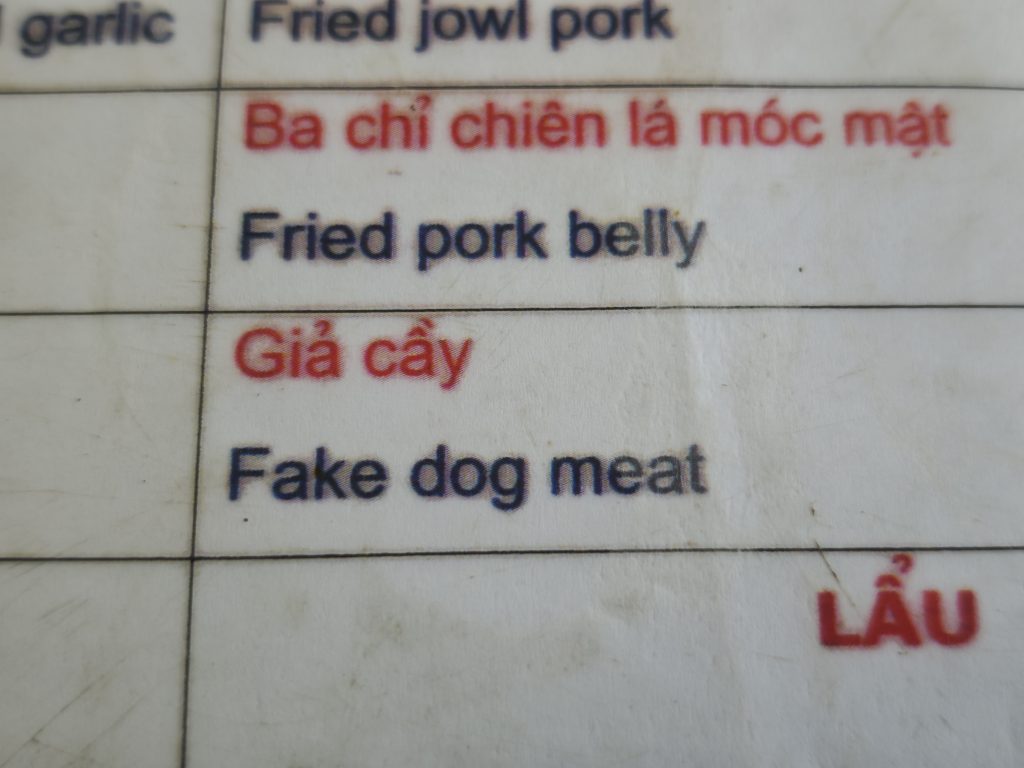 garlic
Fried jowl pork
Ba chỉ chiên lá móc mật
Fried pork belly
Giả cầy
Fake dog meat
LẨU